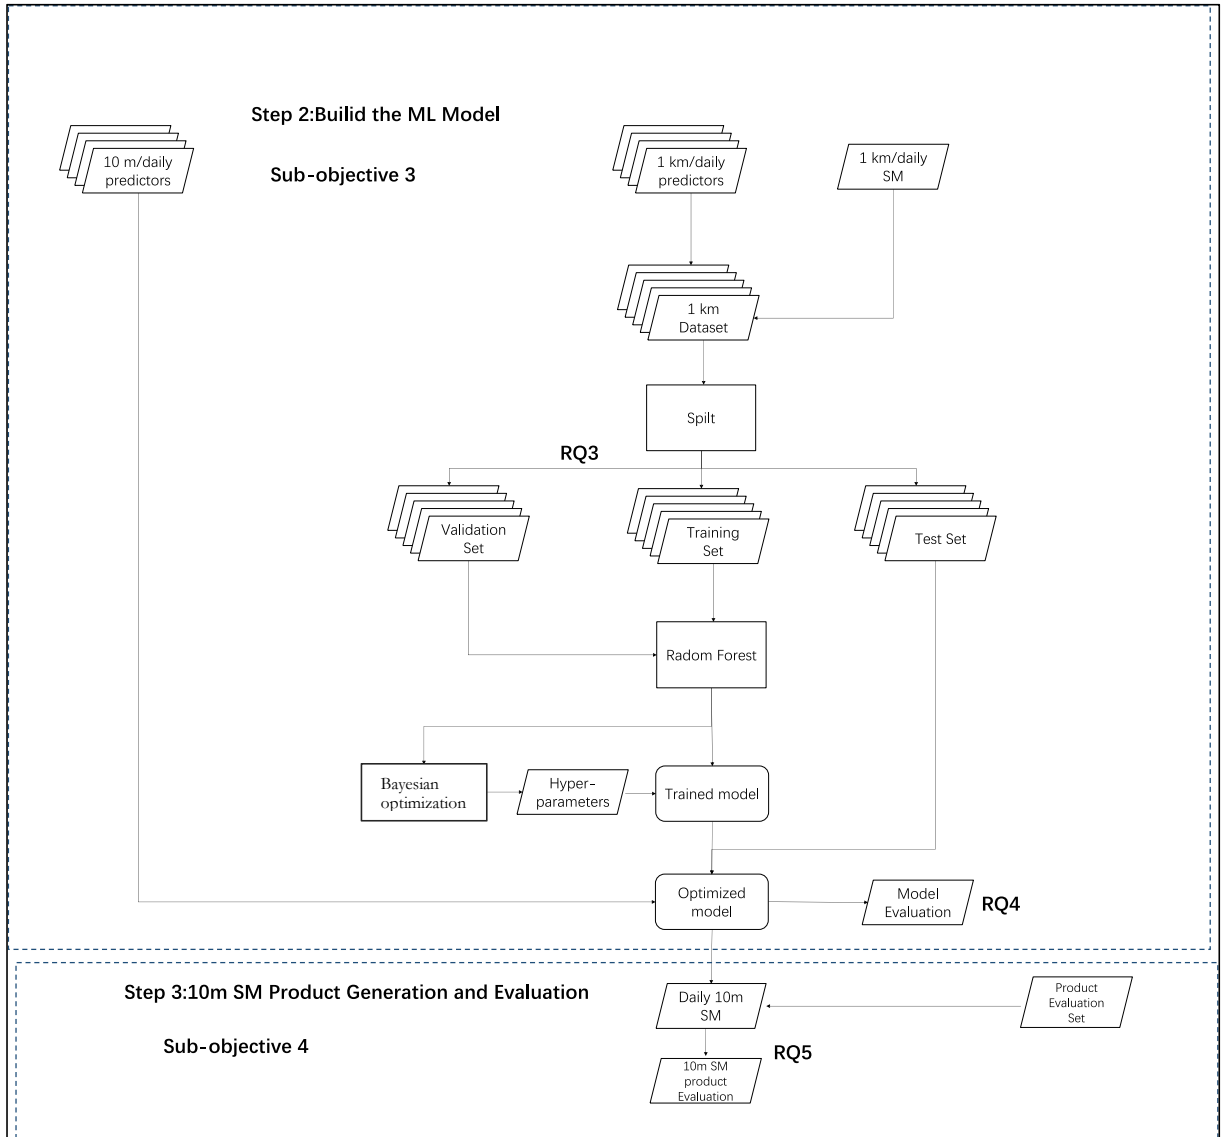 Step 2:Builid the ML Model
10 m/daily
predictors
Sub-objective 3
1 km/daily
predictors
1 km/daily
SM
1 km
Dataset
Spilt
RQ3
Validation
Set
Training
Set
Test Set
Radom Forest
Bayesian
optimization
Hyper-
parameters
Trained model
Optimized
model
Model
Evaluation
RQ4
Step 3:10m SM Product Generation and Evaluation
Sub-objective 4
Daily 10m
SM
Product
Evaluation
Set
RQ5
10m SM
product
Evaluation